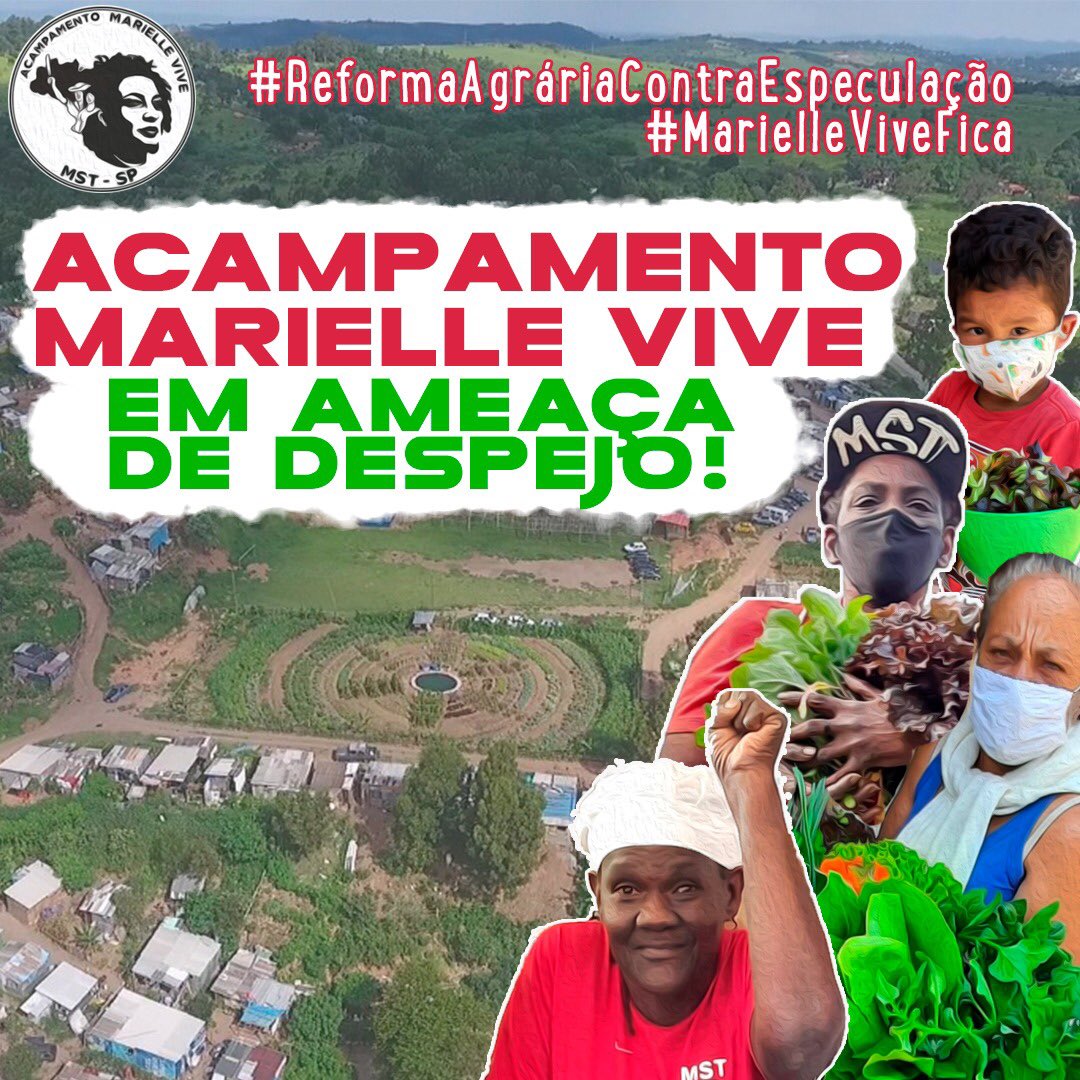 ACAMPAMENTO MARIELLE VIVE
MST - SP
#ReformaAgráriaContraEspeculação
#MarielleViveFica
ACAMPAMENTO
MARIELLE VIVE
EM AMEAÇA
DE DESPEJO!
MST
MST